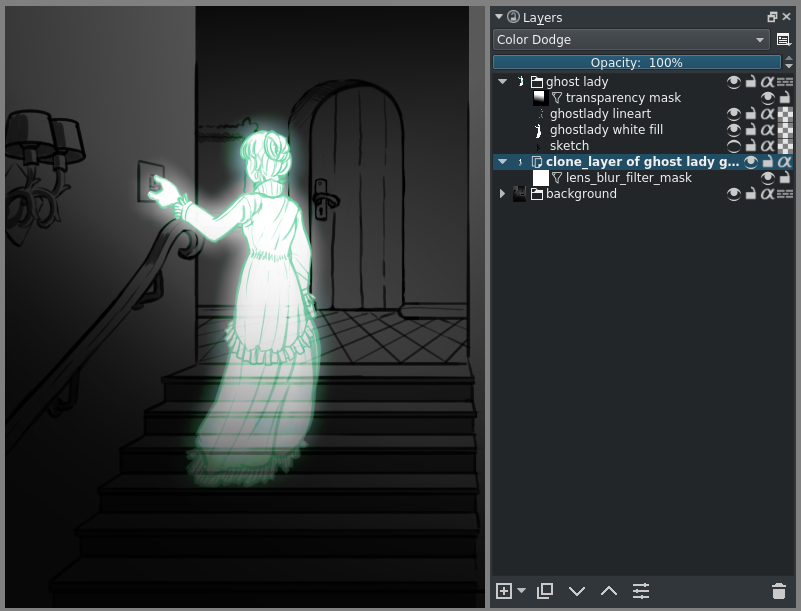 Layers
Color Dodge
Opacity: 100%
ghost lady
transparency mask
ghostlady lineart
ghostlady white fill
sketch
clone_layer of ghost lady g...
lens_blur_filter_mask
background